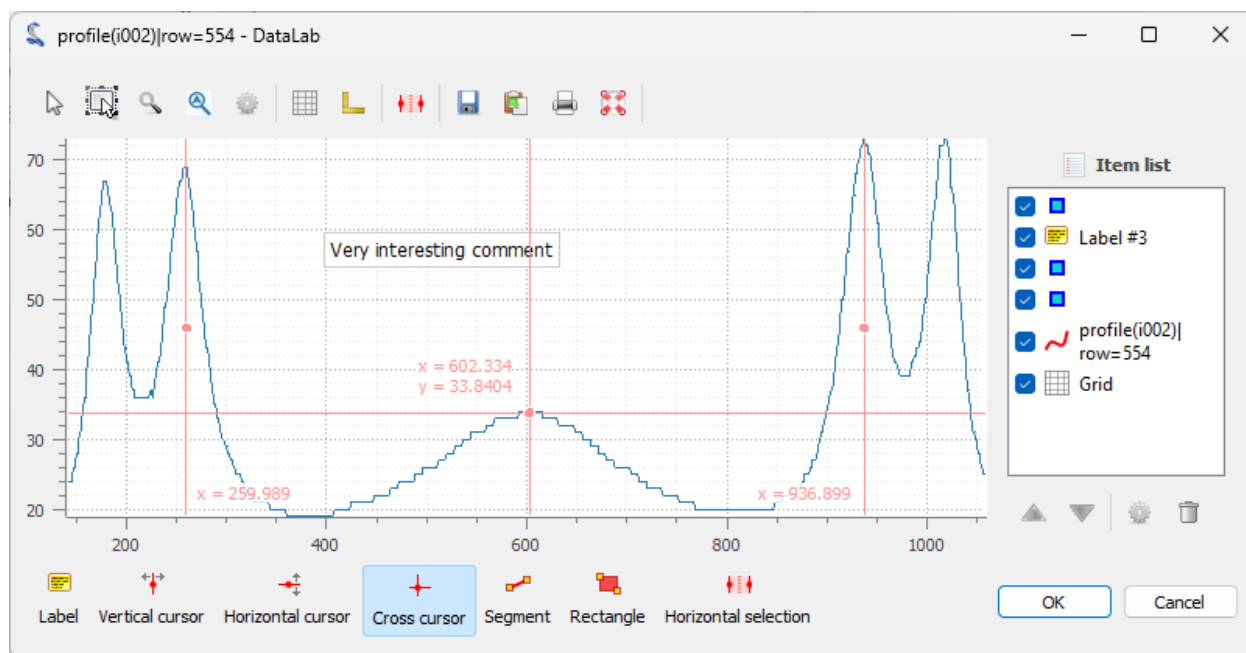 profile(i002)|row=554 - DataLab
Item list
Label #3
profile(i002)|
row=554
Grid
70
60
50
40
30
20
Very interesting comment
x = 602.334
y = 33.8404
x = 259.989
x = 936.899
200
400
600
800
1000
Label
Vertical cursor
Horizontal cursor
Cross cursor
Segment
Rectangle
Horizontal selection
OK
Cancel